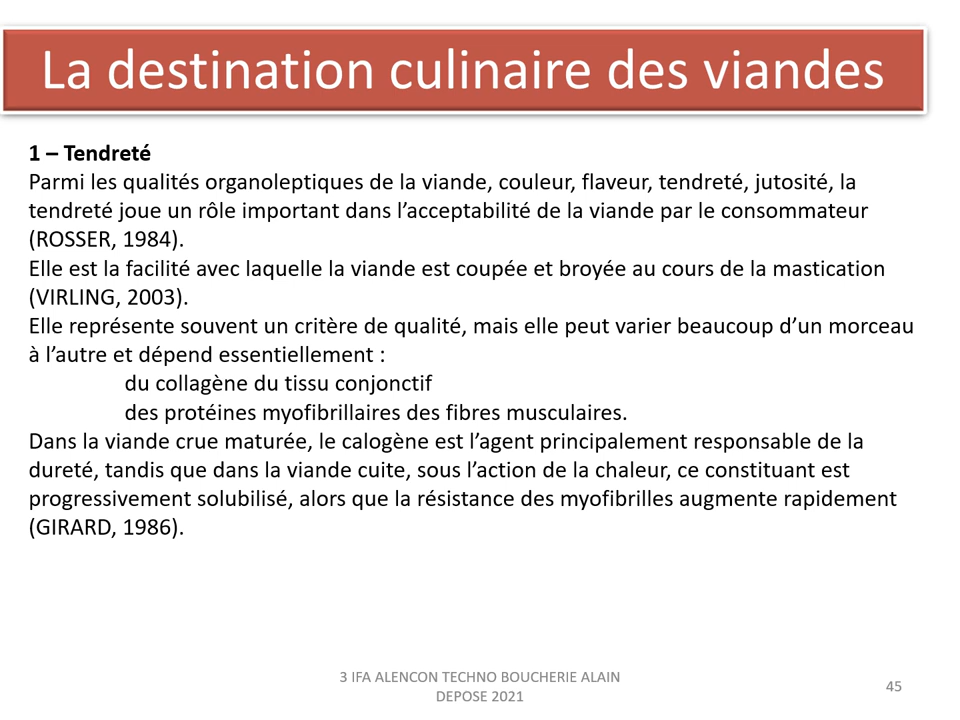 La destination culinaire des viandes
1 – Tendreté
Parmi les qualités organoleptiques de la viande, couleur, flaveur, tendreté, jutosité, la
tendreté joue un rôle important dans l’acceptabilité de la viande par le consommateur
(ROSSER, 1984).
Elle est la facilité avec laquelle la viande est coupée et broyée au cours de la mastication
(VIRLING, 2003).
Elle représente souvent un critère de qualité, mais elle peut varier beaucoup d’un morceau
à l’autre et dépend essentiellement :
du collagène du tissu conjonctif
des protéines myofibrillaires des fibres musculaires.
Dans la viande crue maturée, le calogène est l’agent principalement responsable de la
dureté, tandis que dans la viande cuite, sous l’action de la chaleur, ce constituant est
progressivement solubilisé, alors que la résistance des myofibrilles augmente rapidement
(GIRARD, 1986).
3 IFA ALENCON TECHNO BOUCHERIE ALAIN
DEPOSE 2021
45